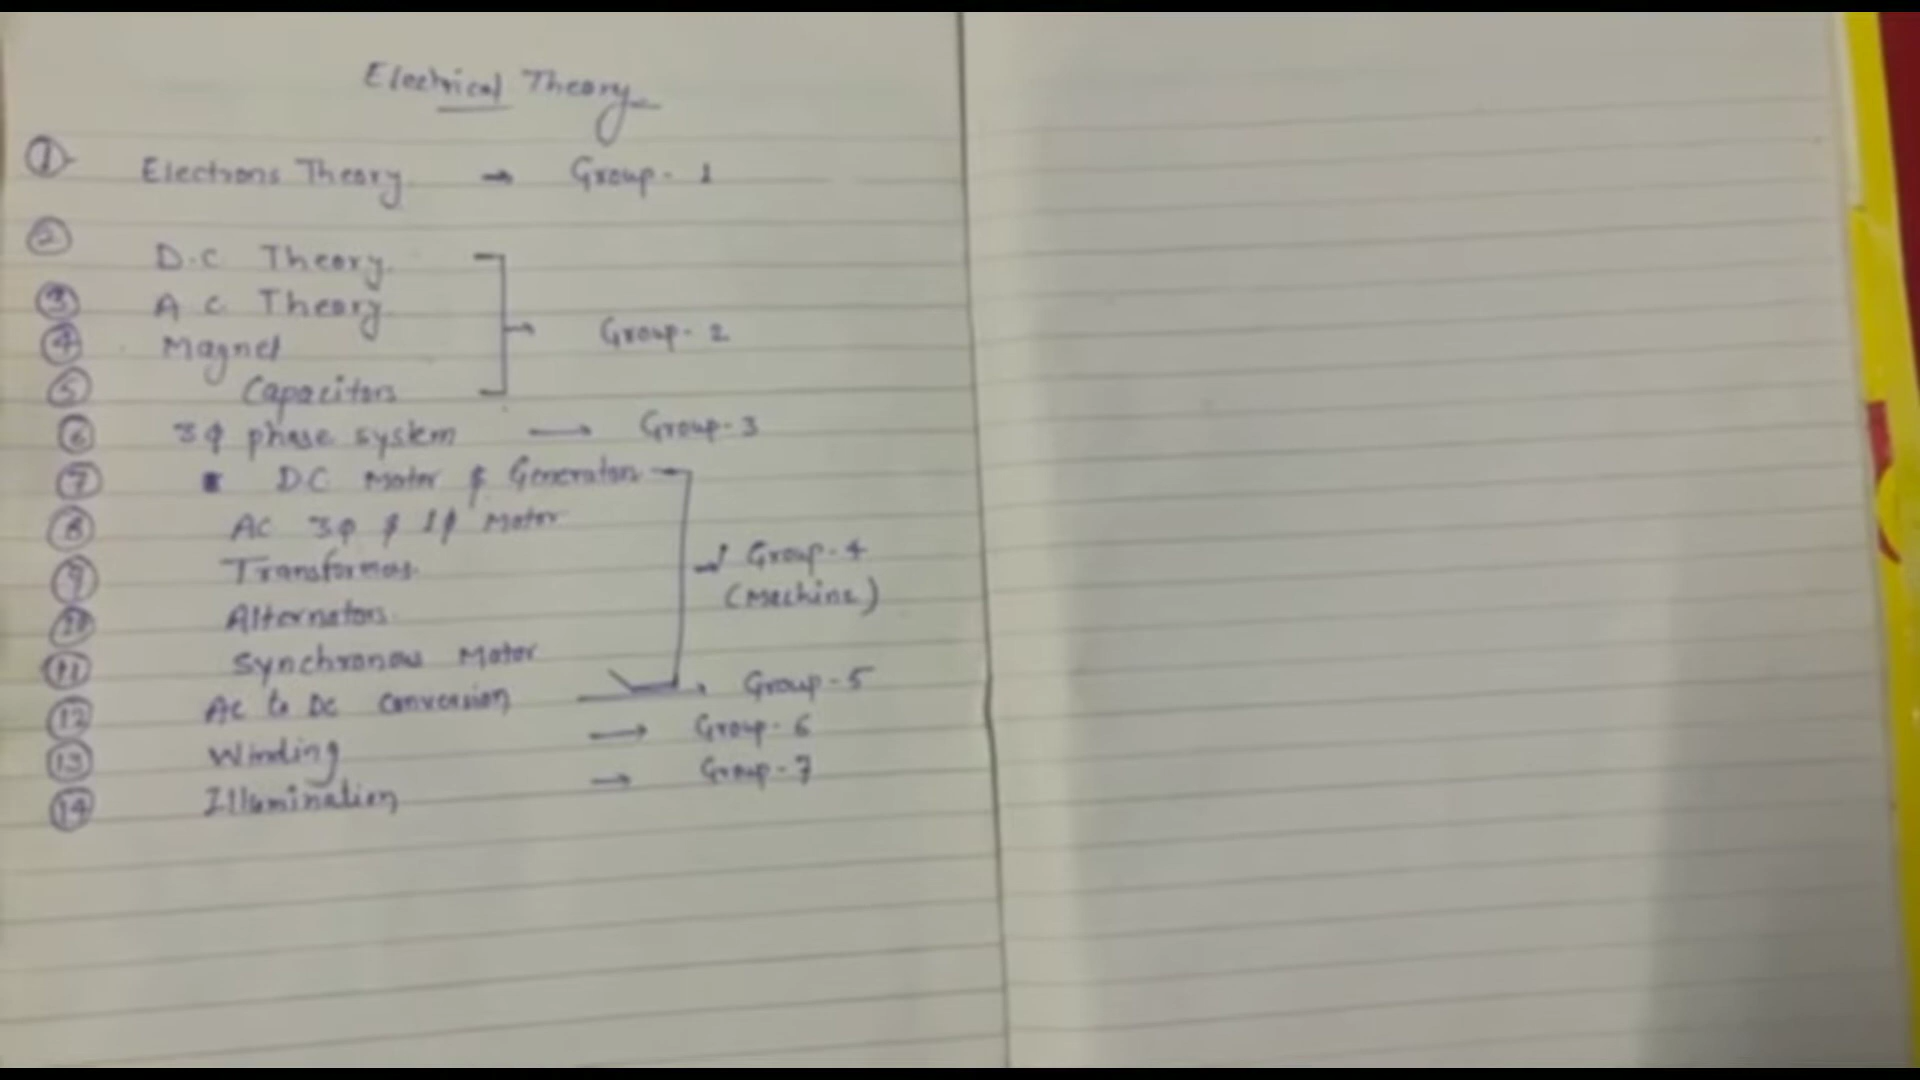 Electrical Theory
① Electrons Theory → Group - 1
② D.C Theory
③ A C Theory
④ Magnet → Group - 2
⑤ Capacitors
⑥ 3φ phase system → Group - 3
⑦ DC Motor & Generators
⑧ AC 3φ & 1φ Motor
⑨ Transformers → Group - 4
⑩ Alternators (Machine)
⑪ Synchronous Motor
⑫ AC to DC conversion → Group - 5
⑬ Winding → Group - 6
⑭ Illumination → Group - 7